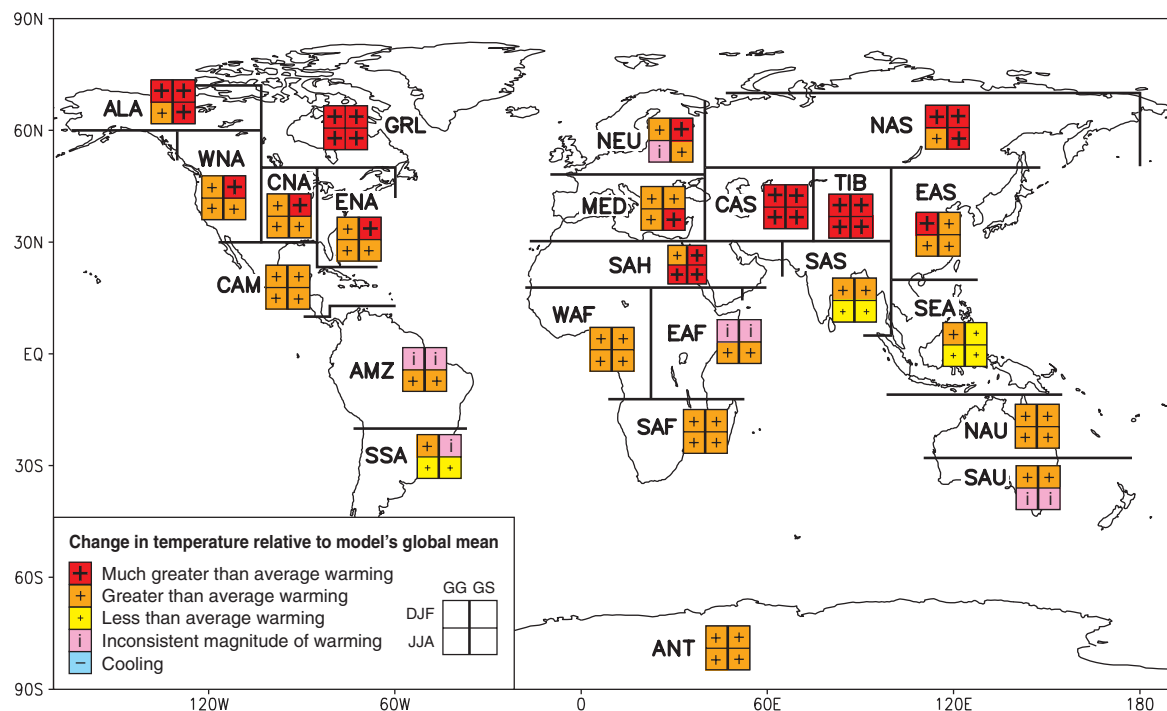 90N
60N
30N
EQ
30S
60S
90S
120W
60W
0
60E
120E
180
ALA
+ +
+ +
GRL
+ +
+ +
WNA
+ +
+ +
CNA
+ +
+ +
ENA
+ +
+ +
CAM
+ +
+ +
AMZ
i i
+ +
SSA
+ i
+ +
NEU
+ +
i +
MED
+ +
+ +
SAH
+ +
+ +
WAF
+ +
+ +
EAF
i i
+ +
SAF
+ +
+ +
NAS
+ +
+ +
CAS
+ +
+ +
TIB
+ +
+ +
EAS
+ +
+ +
SAS
+ +
+ +
SEA
+ +
+ +
NAU
+ +
+ +
SAU
+ +
i i
ANT
+ +
+ +
Change in temperature relative to model's global mean
+ Much greater than average warming
+ Greater than average warming
+ Less than average warming
i Inconsistent magnitude of warming
− Cooling
GG GS
DJF
JJA